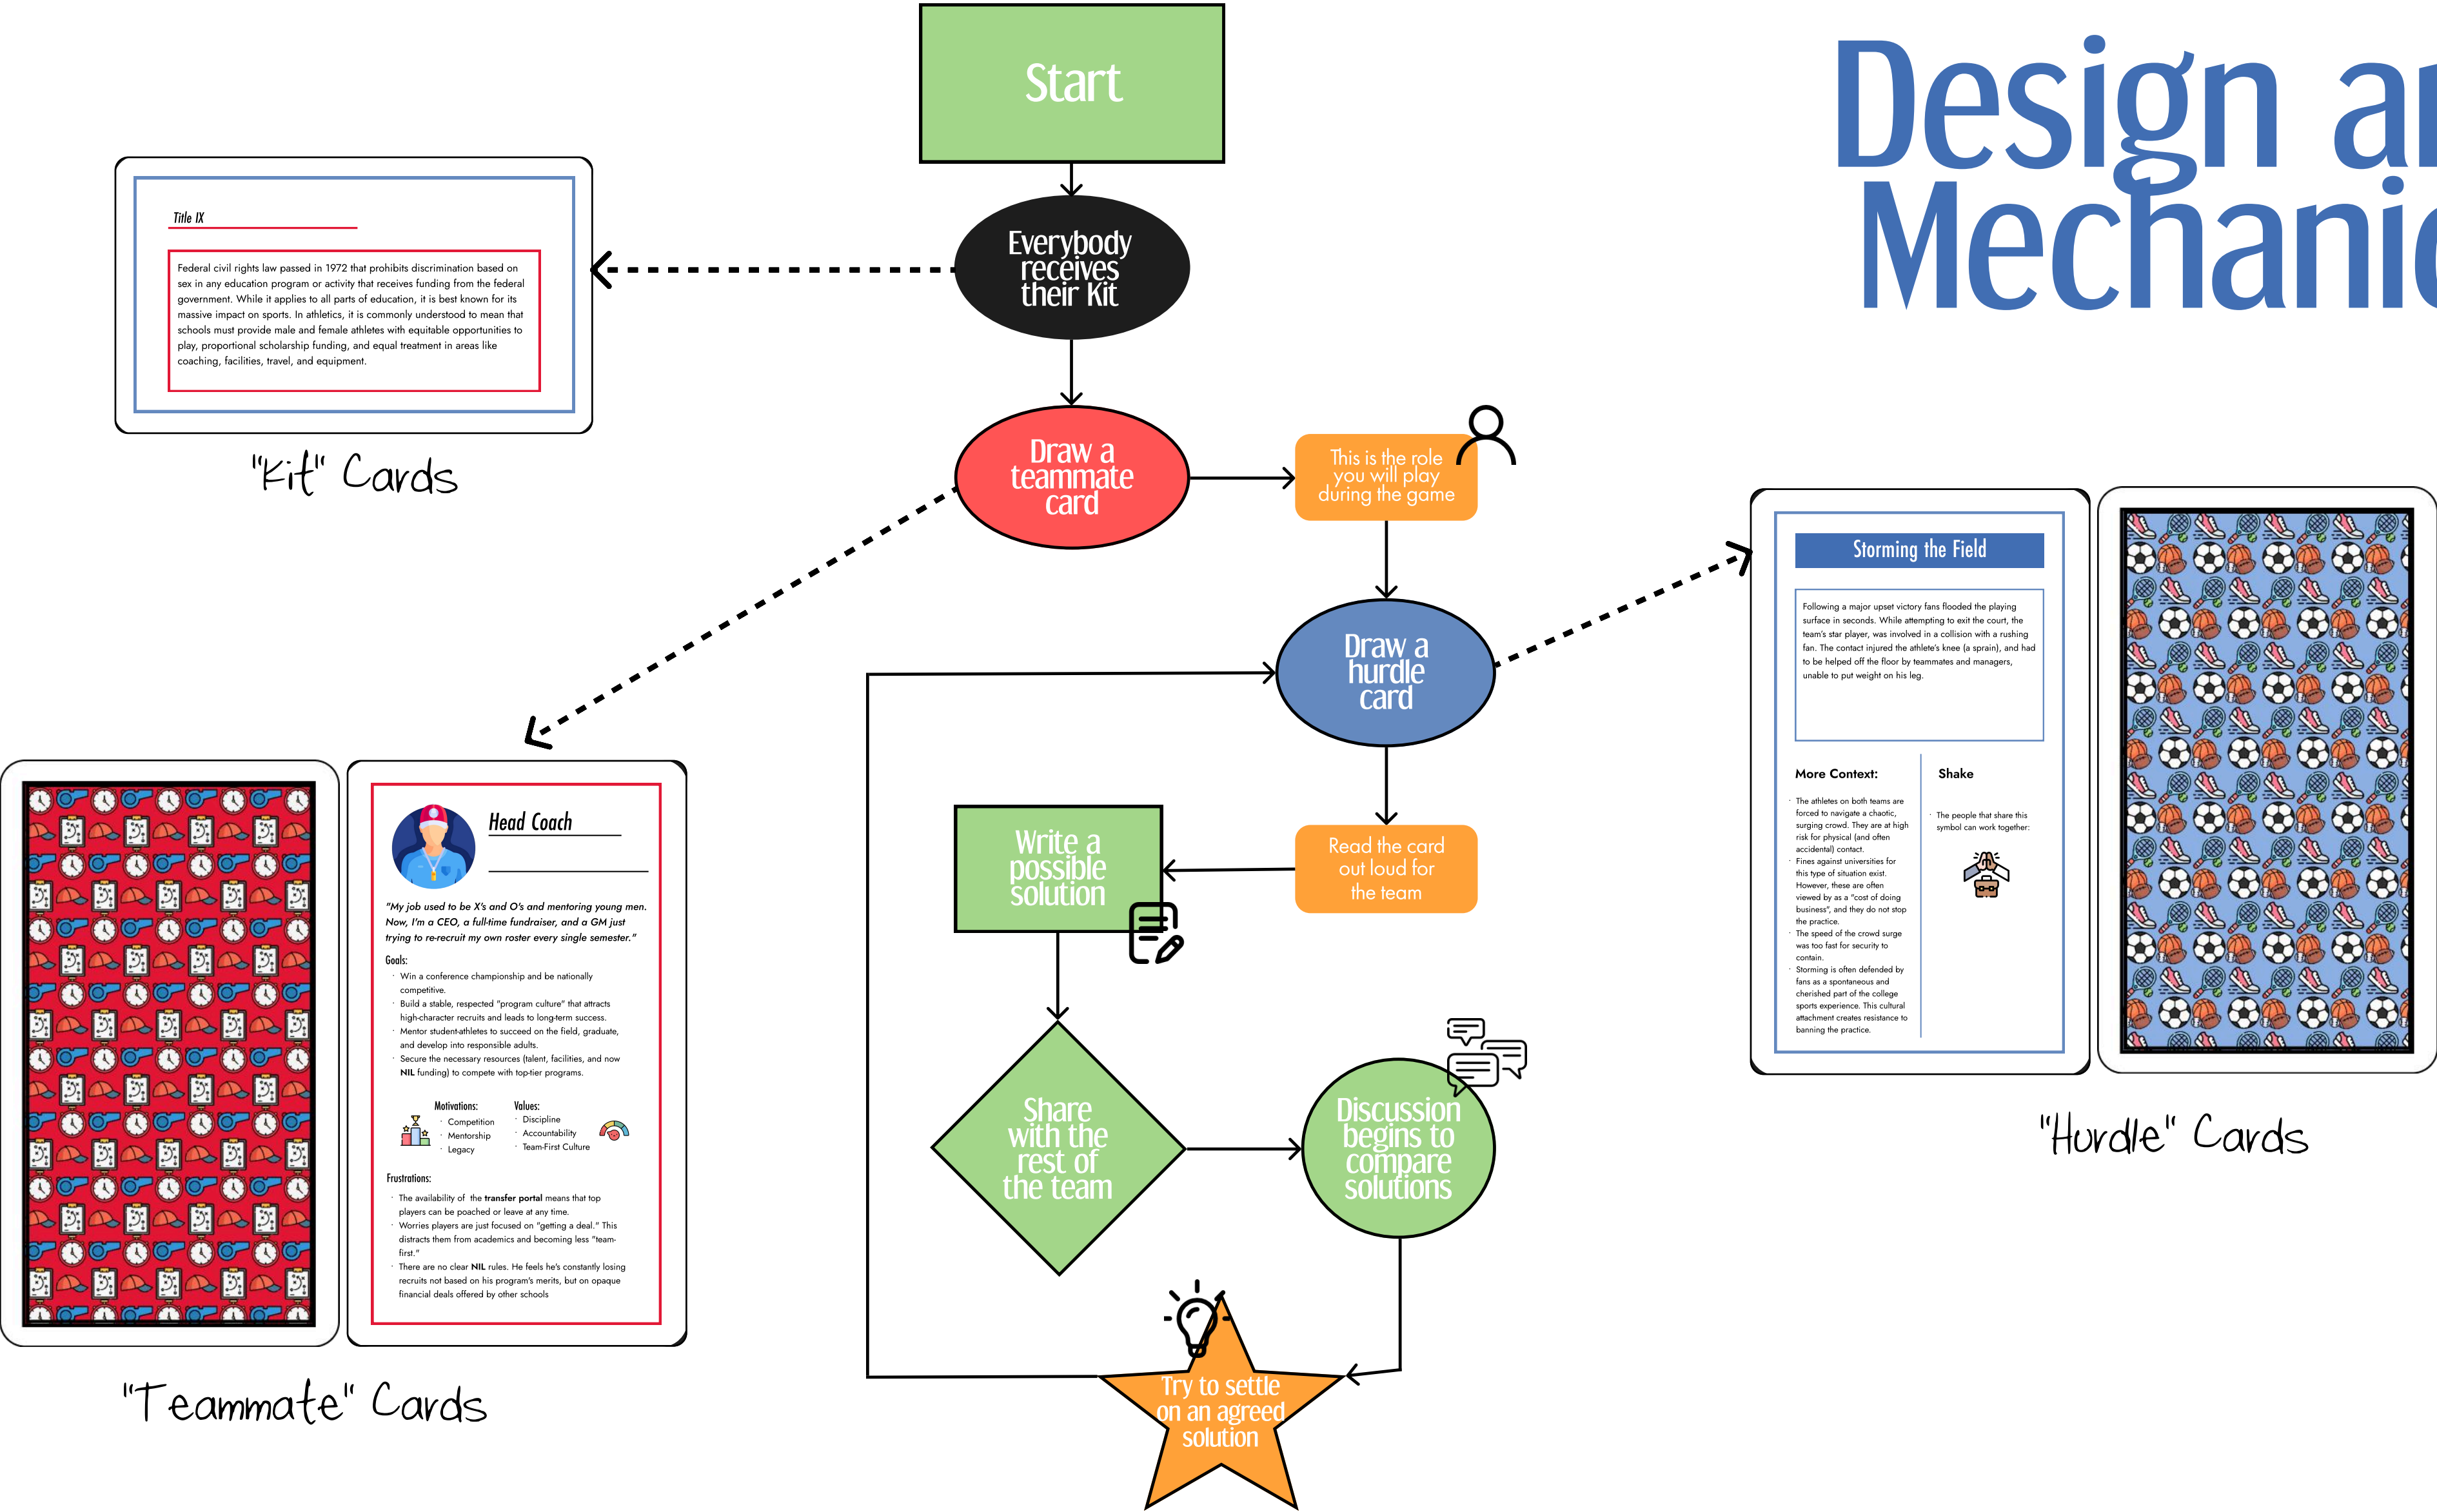 Start
Design an
Mechanic
Everybody
receives
their Kit
Title IX
Federal civil rights law passed in 1972 that prohibits discrimination based on
sex in any education program or activity that receives funding from the federal
government. While it applies to all parts of education, it is best known for its
massive impact on sports. In athletics, it is commonly understood to mean that
schools must provide male and female athletes with equitable opportunities to
play, proportional scholarship funding, and equal treatment in areas like
coaching, facilities, travel, and equipment.
"Kit" Cards
Draw a
teammate
card
This is the role
you will play
during the game
Draw a
hurdle
card
Storming the Field
Following a major upset victory fans flooded the playing
surface in seconds. While attempting to exit the court, the
team's star player, was involved in a collision with a rushing
fan. The contact injured the athlete's knee (a sprain), and had
to be helped off the floor by teammates and managers,
unable to put weight on his leg.
More Context:
· The athletes on both teams are
forced to navigate a chaotic,
surging crowd. They are at high
risk for physical (and often
accidental) contact.
· Fines against universities for
this type of situation exist.
However, these are often
viewed by as a "cost of doing
business", and they do not stop
the practice.
· The speed of the crowd surge
was too fast for security to
contain.
· Storming is often defended by
fans as a spontaneous and
cherished part of the college
sports experience. This cultural
attachment creates resistance to
banning the practice.
Shake
· The people that share this
symbol can work together:
"Hurdle" Cards
Read the card
out loud for
the team
Write a
possible
solution
Share
with the
rest of
the team
Discussion
begins to
compare
solutions
Try to settle
on an agreed
solution
Head Coach
"My job used to be X's and O's and mentoring young men.
Now, I'm a CEO, a full-time fundraiser, and a GM just
trying to re-recruit my own roster every single semester."
Goals:
· Win a conference championship and be nationally
competitive.
· Build a stable, respected "program culture" that attracts
high-character recruits and leads to long-term success.
· Mentor student-athletes to succeed on the field, graduate,
and develop into responsible adults.
· Secure the necessary resources (talent, facilities, and now
NIL funding) to compete with top-tier programs.
Motivations:
· Competition
· Mentorship
· Legacy
Values:
· Discipline
· Accountability
· Team-First Culture
Frustrations:
· The availability of the transfer portal means that top
players can be poached or leave at any time.
· Worries players are just focused on "getting a deal." This
distracts them from academics and becoming less "team-
first."
· There are no clear NIL rules. He feels he's constantly losing
recruits not based on his program's merits, but on opaque
financial deals offered by other schools
"Teammate" Cards